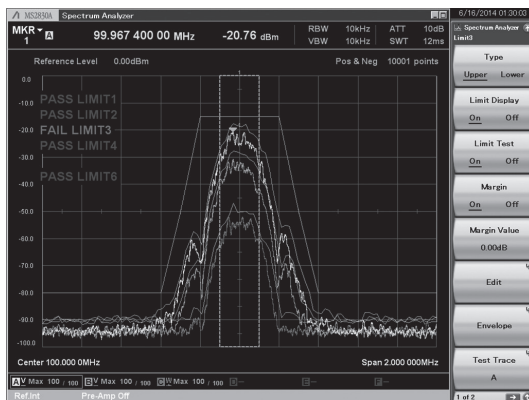 MS2830A Spectrum Analyzer
6/16/2014 01:30:03
MKR 1 A 99.967 400 00 MHz -20.76 dBm
RBW 10kHz ATT 10dB
VBW 10kHz SWT 12ms
Reference Level 0.00dBm Pos & Neg 10001 points
0.0
-10.0
-20.0
-30.0
-40.0
-50.0
-60.0
-70.0
-80.0
-90.0
-100.0
PASS LIMIT1
PASS LIMIT2
FAIL LIMIT3
PASS LIMIT4
PASS LIMIT6
Center 100.000 0MHz Span 2.000 000MHz
A V Max 100 / 100 B V Max 100 / 100 C W Max 100 / 100 D -- E -- F --
Ref.Int Pre-Amp Off
Spectrum Analyzer
Limit3
Type
Upper Lower
Limit Display
On Off
Limit Test
On Off
Margin
On Off
Margin Value
0.00dB
Edit
Envelope
Test Trace
A
1 of 2